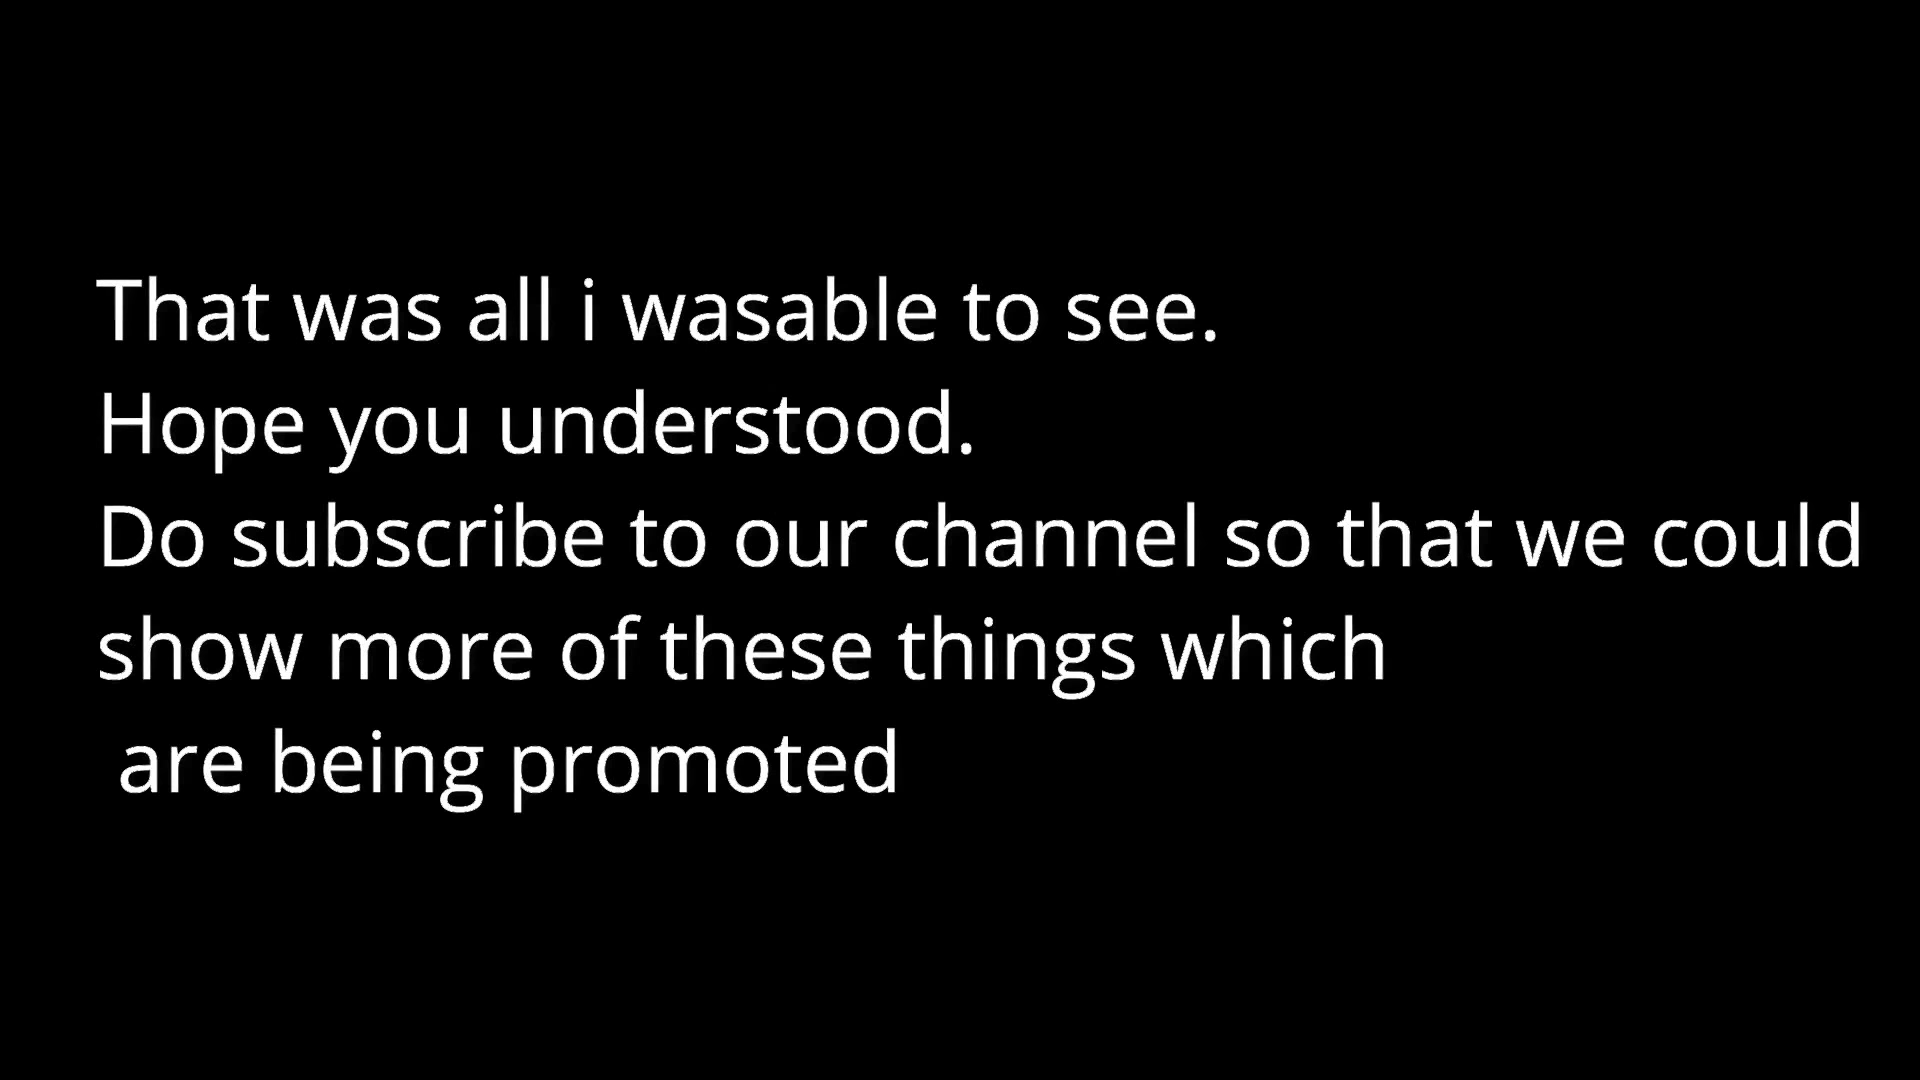 That was all i wasable to see.
Hope you understood.
Do subscribe to our channel so that we could
show more of these things which
are being promoted